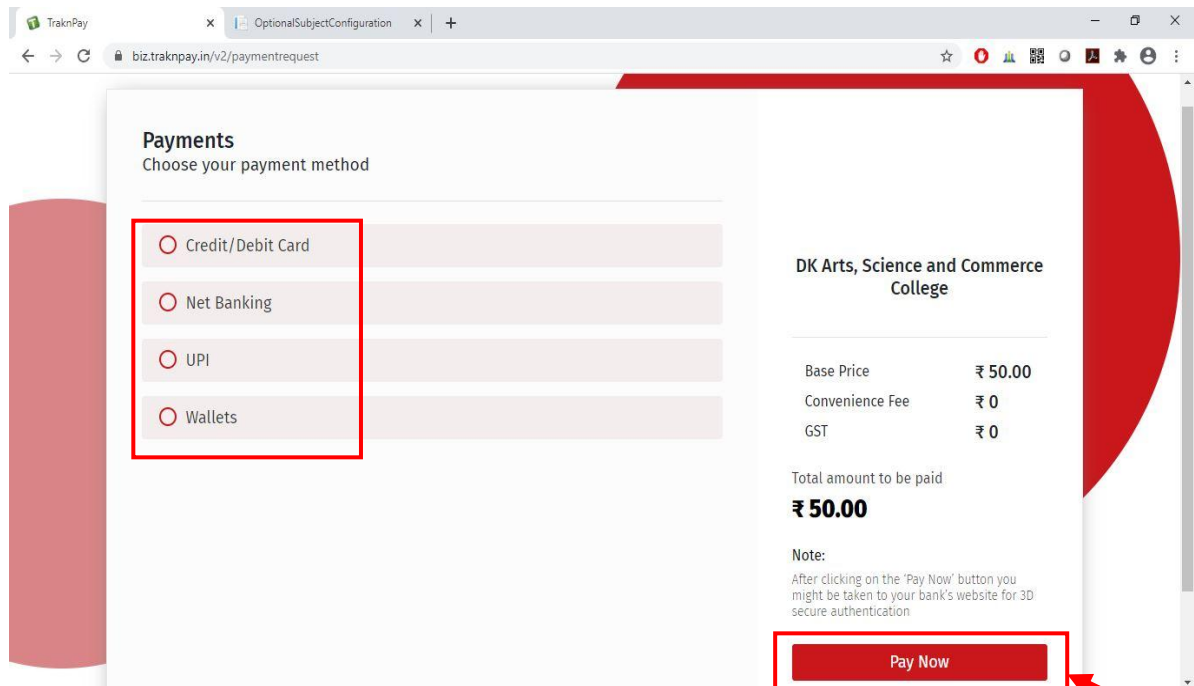 TraknPay
OptionalSubjectConfiguration
biz.traknpay.in/v2/paymentrequest
Payments
Choose your payment method
Credit/Debit Card
Net Banking
UPI
Wallets
DK Arts, Science and Commerce
College
Base Price ₹ 50.00
Convenience Fee ₹ 0
GST ₹ 0
Total amount to be paid
₹ 50.00
Note:
After clicking on the 'Pay Now' button you
might be taken to your bank's website for 3D
secure authentication
Pay Now